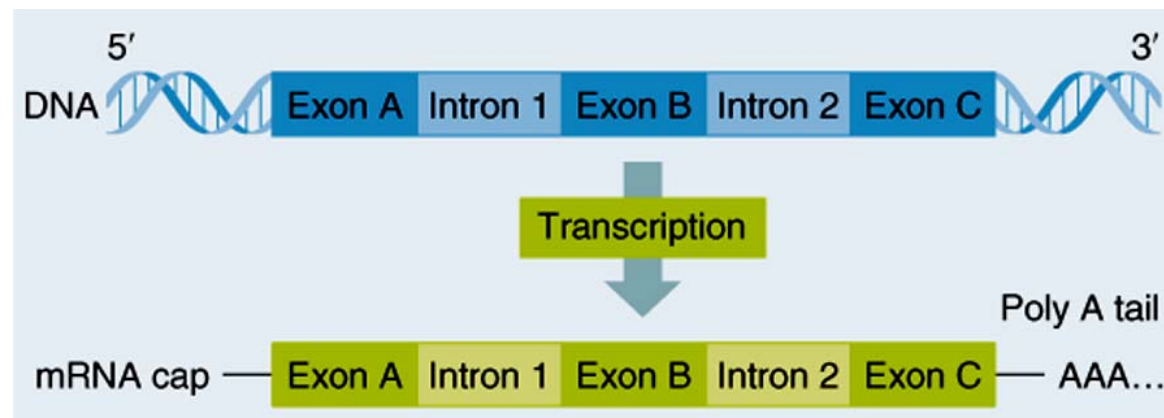 5′ 3′
DNA Exon A Intron 1 Exon B Intron 2 Exon C
Transcription
Poly A tail
mRNA cap Exon A Intron 1 Exon B Intron 2 Exon C AAA...